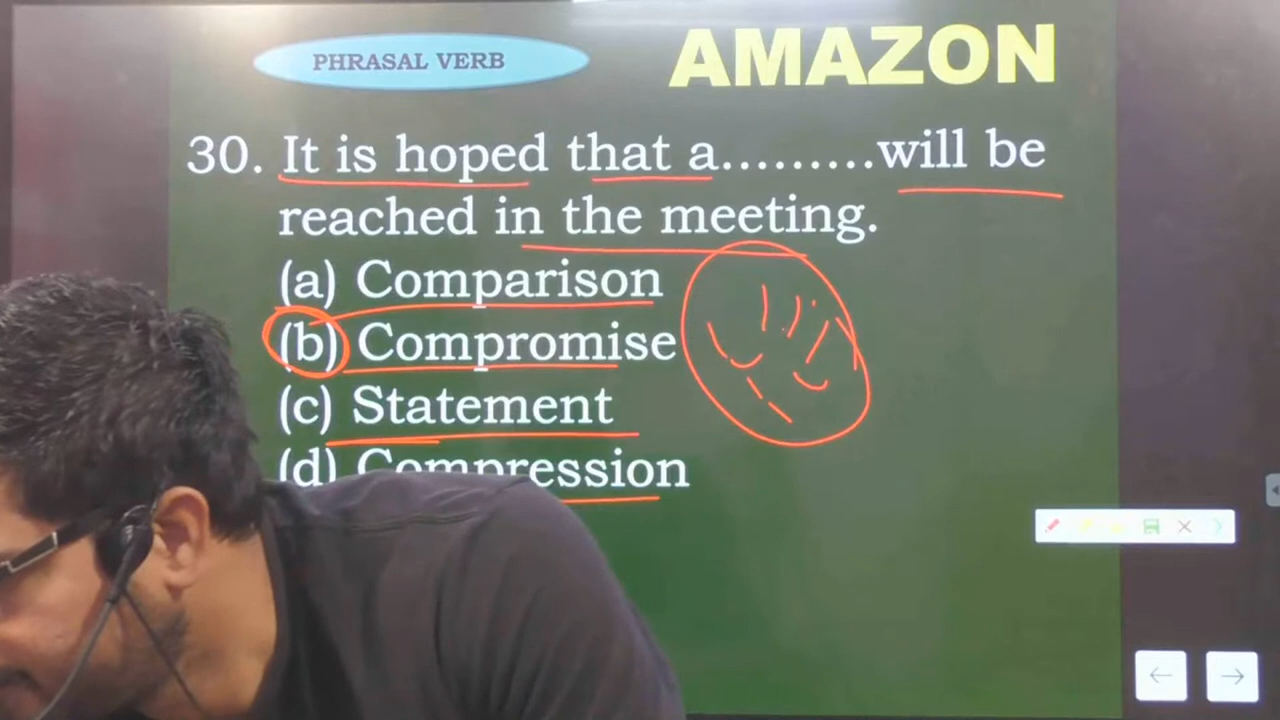 PHRASAL VERB
AMAZON
30. It is hoped that a.........will be
reached in the meeting.
(a) Comparison
(b) Compromise
(c) Statement
(d) Compression